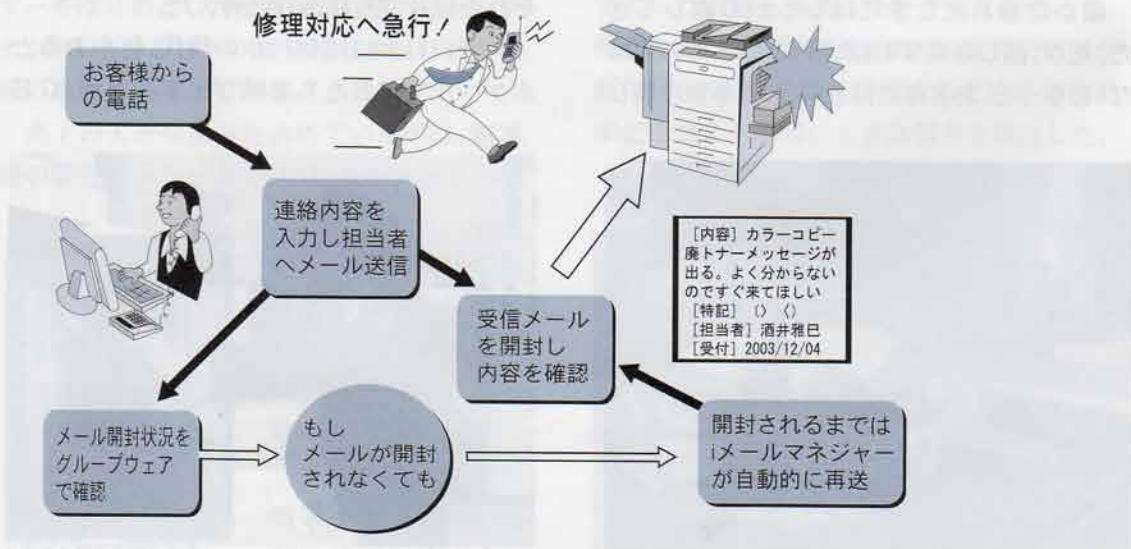 修理対応へ急行！
お客様から
の電話
連絡内容を
入力し担当者
へメール送信
受信メール
を開封し
内容を確認
［内容］カラーコピー
廃トナーメッセージが
出る。よく分からない
のですぐ来てほしい
［特記］〈〉〈〉
［担当者］酒井雅巳
［受付］2003/12/04
メール開封状況を
グループウェア
で確認
もし
メールが開封
されなくても
開封されるまでは
iメールマネジャー
が自動的に再送